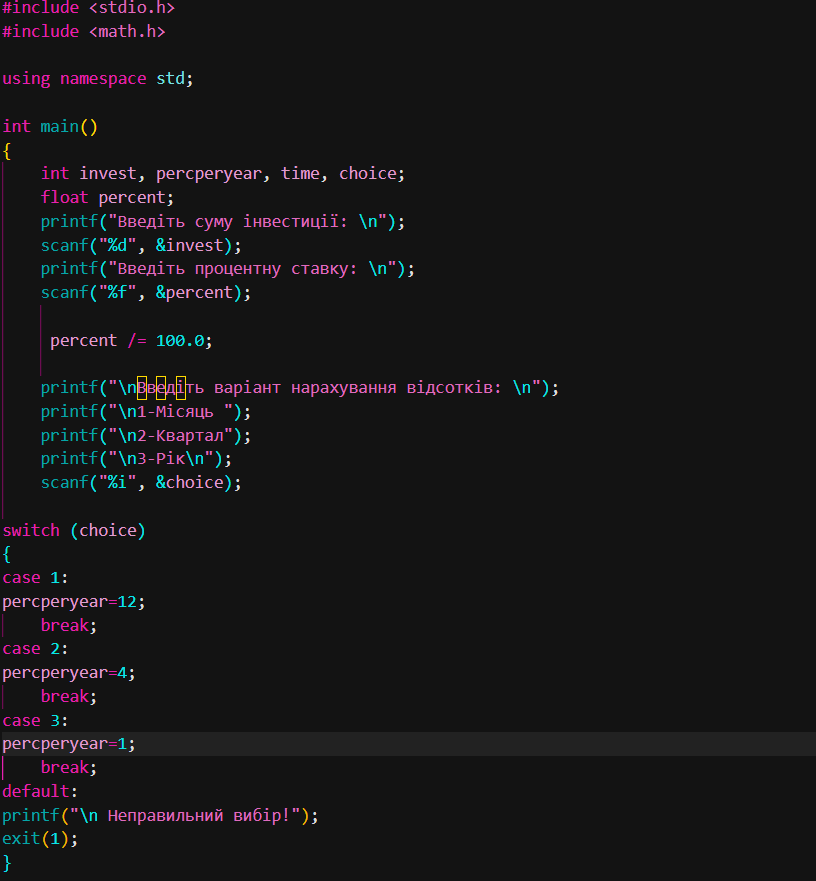 #include <stdio.h>
#include <math.h>
using namespace std;
int main()
{
int invest, percperyear, time, choice;
float percent;
printf("Введіть суму інвестиції: \n");
scanf("%d", &invest);
printf("Введіть процентну ставку: \n");
scanf("%f", &percent);
percent /= 100.0;
printf("\nВведіть варіант нарахування відсотків: \n");
printf("\n1-Місяць ");
printf("\n2-Квартал");
printf("\n3-Рік\n");
scanf("%i", &choice);
switch (choice)
{
case 1:
percperyear=12;
break;
case 2:
percperyear=4;
break;
case 3:
percperyear=1;
break;
default:
printf("\n Неправильний вибір!");
exit(1);
}